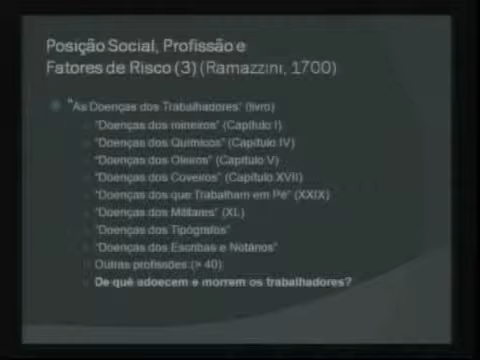 Posição Social, Profissão e
Fatores de Risco (3) (Ramazzini, 1700)
"As Doenças dos Trabalhadores" (livro)
"Doenças dos mineiros" (Capítulo I)
"Doenças dos Químicos" (Capítulo IV)
"Doenças dos Oleiros" (Capítulo V)
"Doenças dos Coveiros" (Capítulo XVII)
"Doenças dos que Trabalham em Pé" (XXIX)
"Doenças dos Militares" (XL)
"Doenças dos Tipógrafos"
"Doenças dos Escribas e Notários"
Outras profissões (> 40)
De quê adoecem e morrem os trabalhadores?